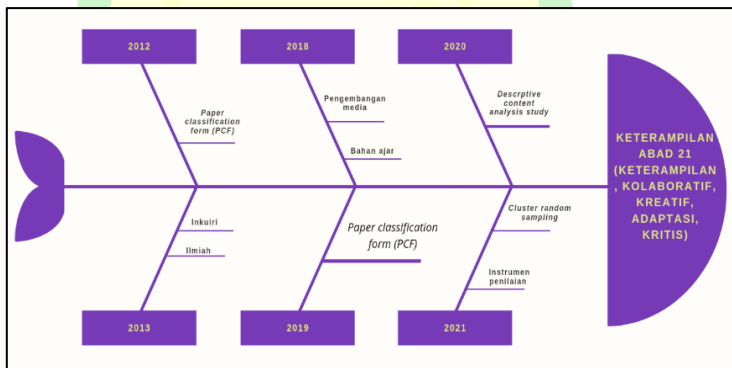 2012
2018
2020
Paper
classification
form (PCF)
Pengembangan
media
Bahan ajar
Descrptive
content
analysis study
KETERAMPILAN
ABAD 21
(KETERAMPILAN
, KOLABORATIF,
KREATIF,
ADAPTASI,
KRITIS)
Inkuiri
Ilmiah
Paper classification
form (PCF)
Cluster random
sampling
Instrumen
penilaian
2013
2019
2021